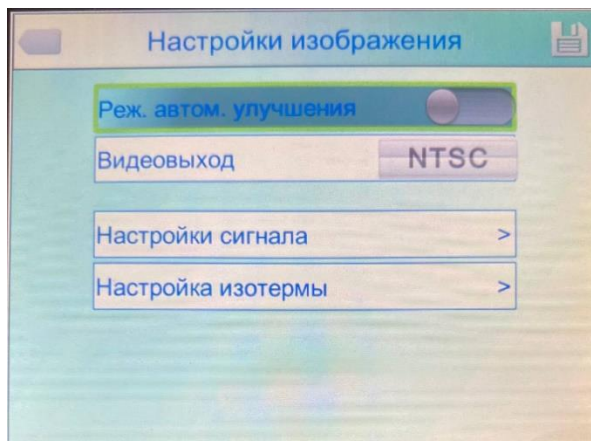 Настройки изображения
Реж. автом. улучшения
Видеовыход NTSC
Настройки сигнала >
Настройка изотермы >